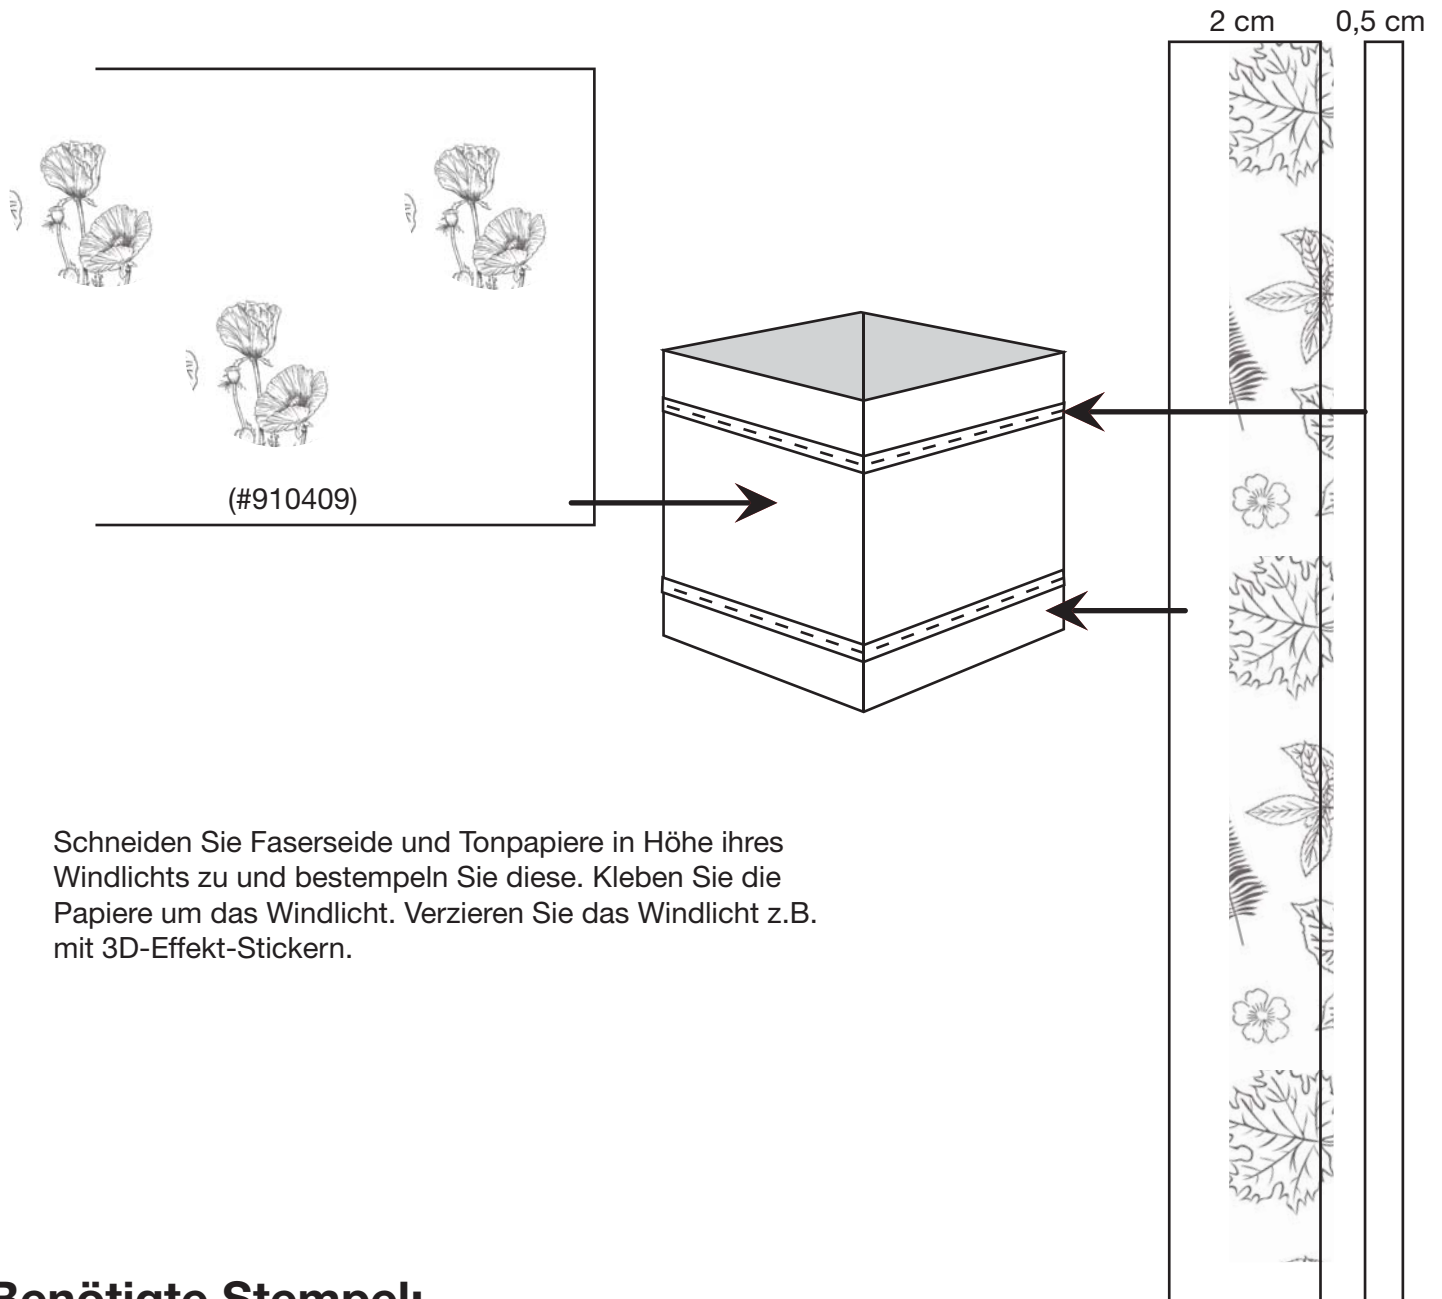 2 cm 0,5 cm
(#910409)
Schneiden Sie Faserseide und Tonpapiere in Höhe ihres
Windlichts zu und bestempeln Sie diese. Kleben Sie die
Papiere um das Windlicht. Verzieren Sie das Windlicht z.B.
mit 3D-Effekt-Stickern.
Benötigte Stempel: